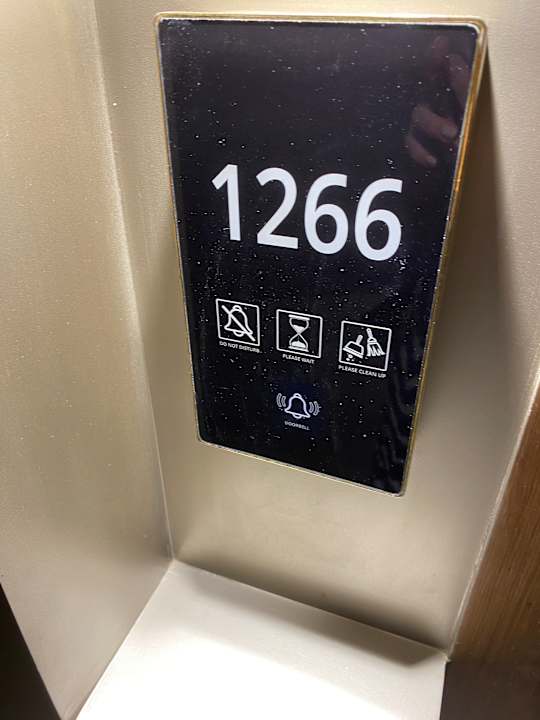 1266
DO NOT DISTURB
PLEASE WAIT
PLEASE CLEAN UP
DOORBELL